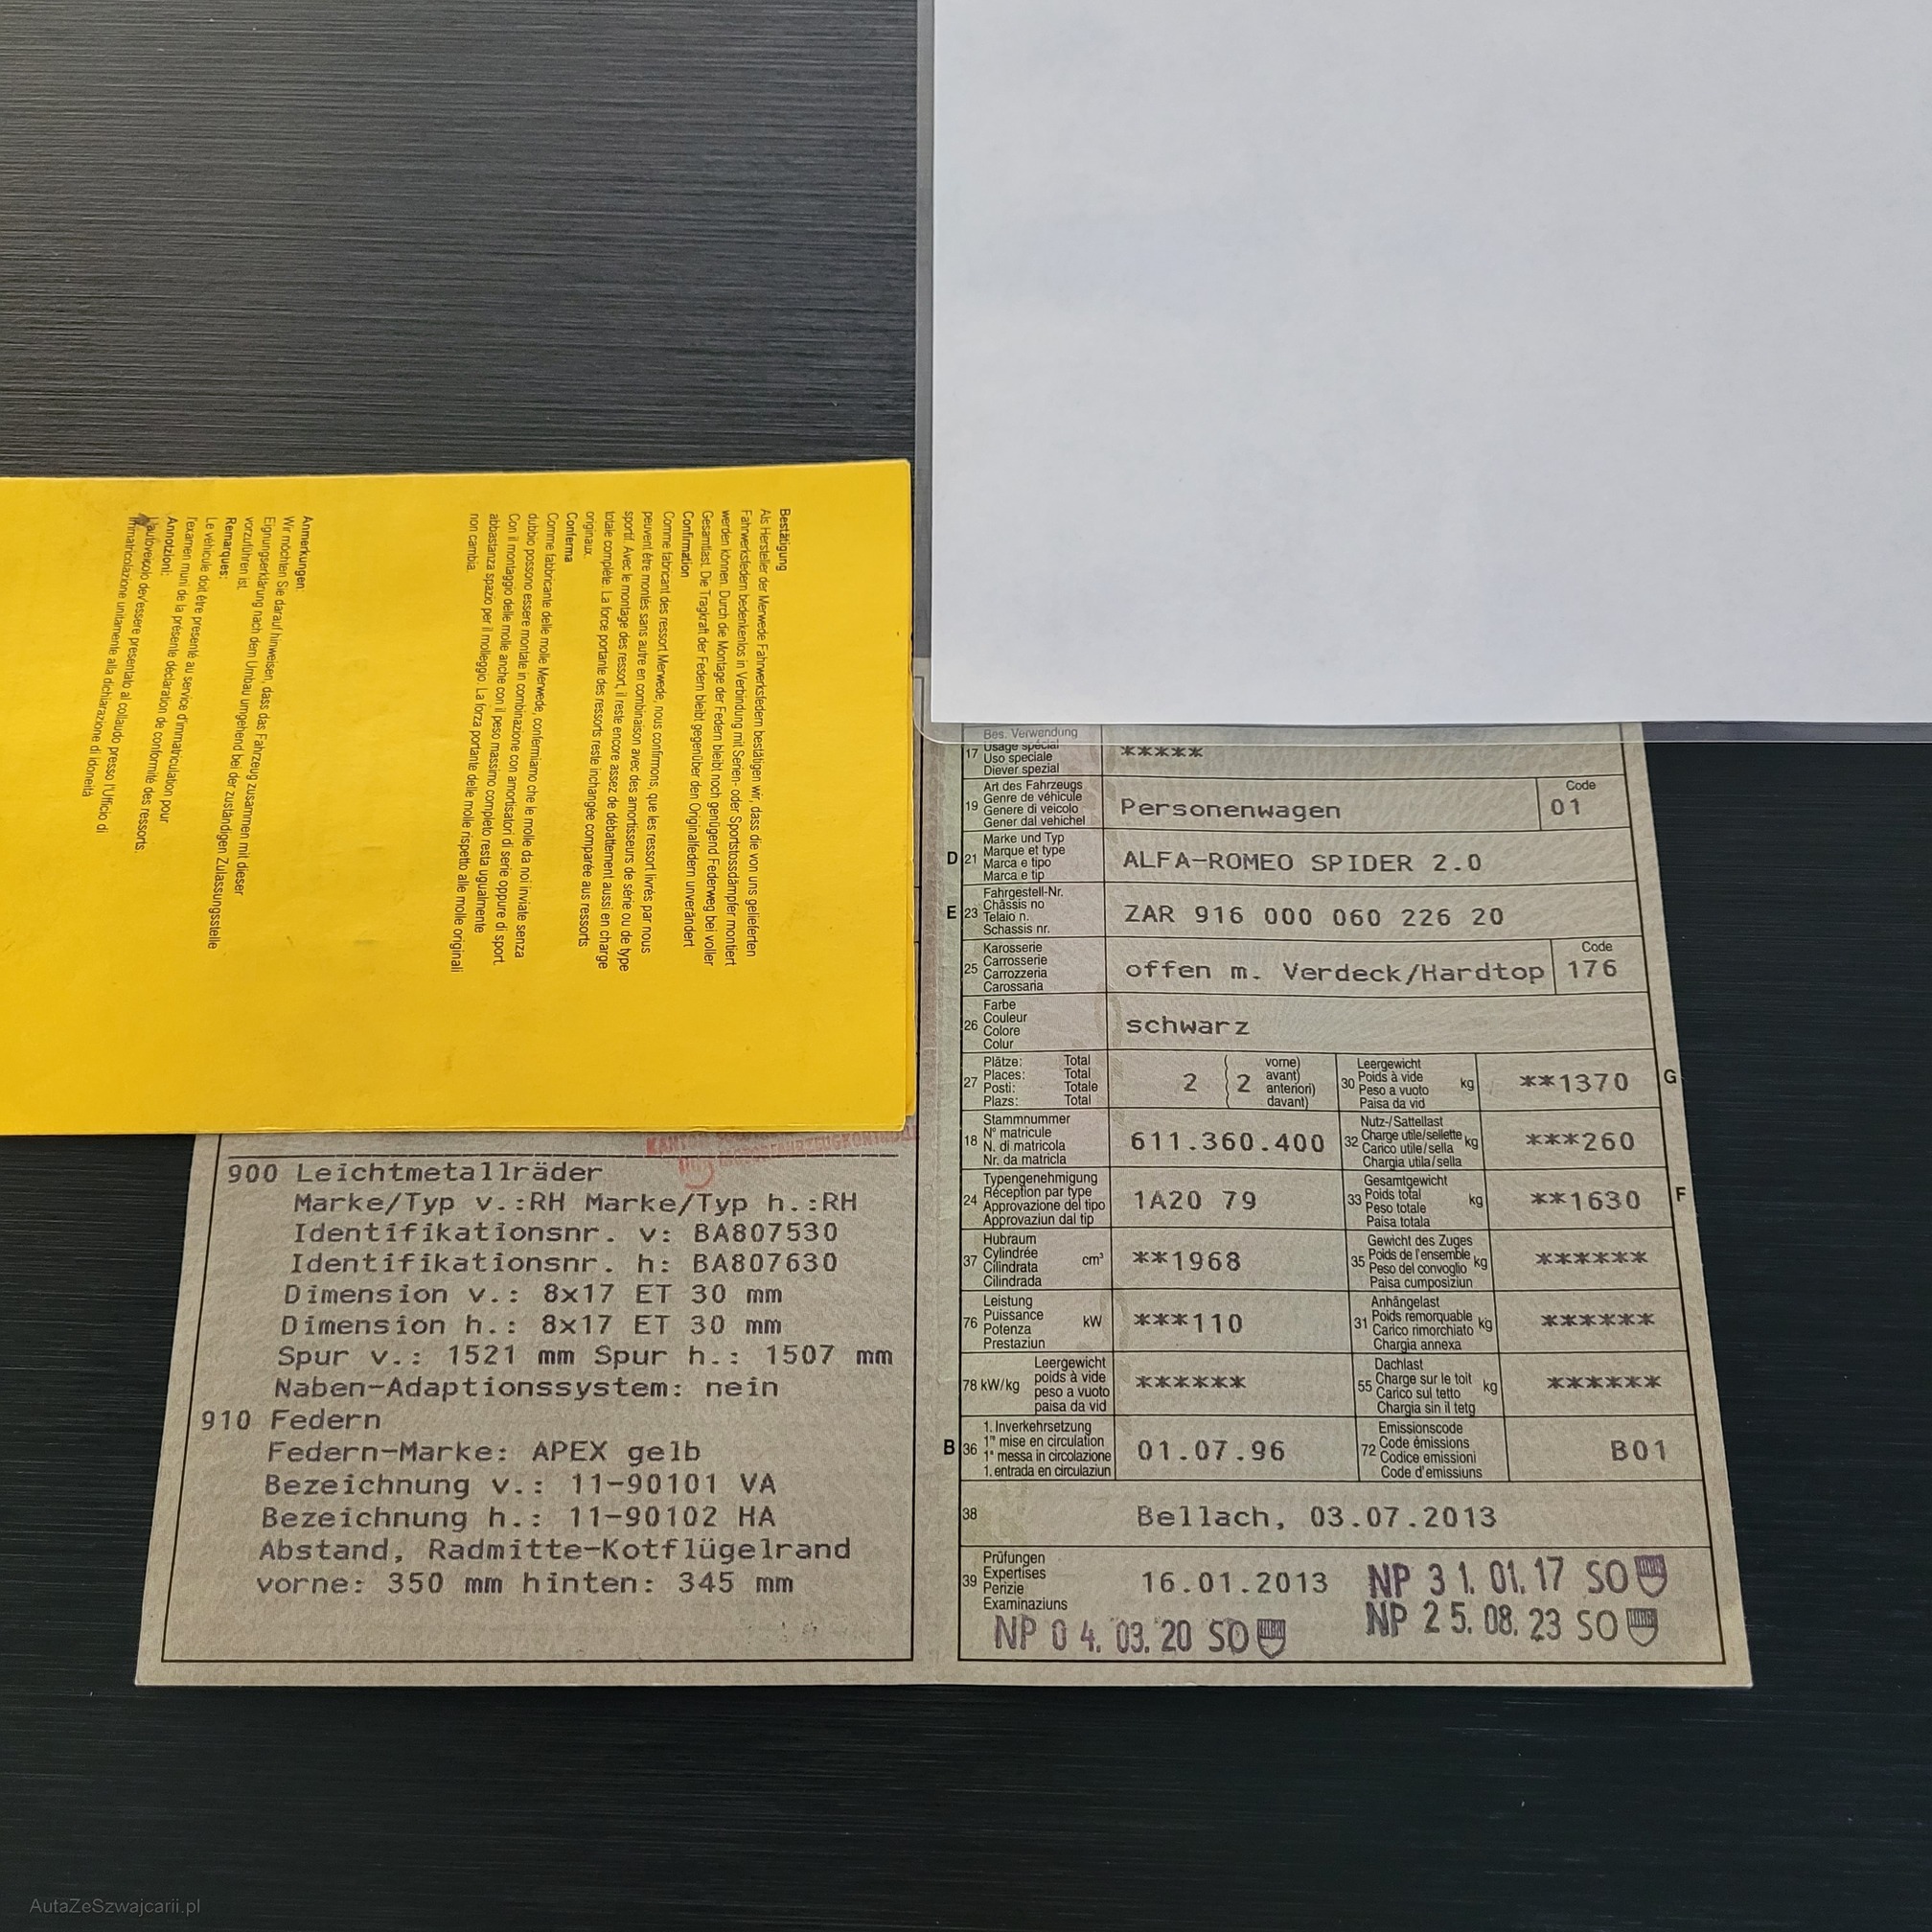 Bestätigung
Als Hersteller der Merwede Fahrwerksfedern bestätigen wir, dass die von uns gelieferten
Fahrwerksfedern bedenkenlos in Verbindung mit Serien- oder Sportstossdämpfer montiert
werden können. Durch die Montage der Federn bleibt noch genügend Federweg bei voller
Gesamtlast. Die Tragkraft der Federn bleibt gegenüber den Originalfedern unverändert
Confirmation
Comme fabricant des ressort Merwede, nous confirmons, que les ressort livrés par nous
peuvent être montés sans autre en combinaison avec des amortisseurs de série ou de type
sportif. Avec le montage des ressort, il reste encore assez de débattement aussi en charge
totale complète. La force portante des ressorts reste inchangée comparée aus ressorts
originaux.
Conferma
Comme fabbricante delle molle Merwede, confermiamo che le molle da noi inviate senza
dubbio possono essere montate in combinazione con amortisatori di serie oppure di sport.
Con il montaggio delle molle anche con il peso massimo completo resta ugualmente
abbastanza spazio per il molleggio. La forza portante delle molle rispetto alle molle originali
non cambia.
Anmerkungen:
Wir möchten Sie darauf hinweisen, dass das Fahrzeug zusammen mit dieser
Eignungserklärung nach dem Umbau umgehend bei der zuständigen Zulassungsstelle
vorzuführen ist.
Remarques:
Le véhicule doit être presenté au service d'immatriculation pour
l'examen muni de la présente déclaration de conformité des ressorts.
Annotzioni:
L'autoveicolo dev'essere presentalo al collaudo presso l'Ufficio di
immatricolazione unitamente alla dichiarazione di idoneità
900 Leichtmetallräder
Marke/Typ v.:RH Marke/Typ h.:RH
Identifikationsnr. v: BA807530
Identifikationsnr. h: BA807630
Dimension v.: 8x17 ET 30 mm
Dimension h.: 8x17 ET 30 mm
Spur v.: 1521 mm Spur h.: 1507 mm
Naben-Adaptionssystem: nein
910 Federn
Federn-Marke: APEX gelb
Bezeichnung v.: 11-90101 VA
Bezeichnung h.: 11-90102 HA
Abstand, Radmitte-Kotflügelrand
vorne: 350 mm hinten: 345 mm
Bes. Verwendung
17 Usage spécial *****
Uso speciale
Diever spezial
Art des Fahrzeugs Code
19 Genre de véhicule Personenwagen 01
Genere di veicolo
Gener dal vehichel
Marke und Typ
D 21 Marque et type ALFA-ROMEO SPIDER 2.0
Marca e tipo
Marca e tip
Fahrgestell-Nr.
E 23 Châssis no ZAR 916 000 060 226 20
Telaio n.
Schassis nr.
Karosserie Code
25 Carrosserie offen m. Verdeck/Hardtop 176
Carrozzeria
Carossaria
Farbe
26 Couleur schwarz
Colore
Colur
Plätze: Total vorne) Leergewicht
27 Places: Total 2 ( 2 avant) 30 Poids à vide kg **1370 G
Posti: Totale anteriori) Peso a vuoto
Plazs: Total davant) Paisa da vid
Stammnummer Nutz-/Sattellast
18 N° matricule 611.360.400 32 Charge utile/sellette kg ***260
N. di matricola Carico utile/sella
Nr. da matricla Chargia utila/sella
Typengenehmigung Gesamtgewicht
24 Réception par type 1A20 79 33 Poids total kg **1630 F
Approvazione del tipo Peso totale
Approvaziun dal tip Paisa totala
Hubraum Gewicht des Zuges
37 Cylindrée cm³ **1968 35 Poids de l'ensemble kg ******
Cilindrata Peso del convoglio
Cilindrada Paisa cumposiziun
Leistung Anhängelast
76 Puissance kW ***110 31 Poids remorquable kg ******
Potenza Carico rimorchiato
Prestaziun Chargia annexa
Leergewicht Dachlast
78 kW/kg poids à vide ****** 55 Charge sur le toit kg ******
peso a vuoto Carico sul tetto
paisa da vid Chargia sin il tetg
1. Inverkehrsetzung Emissionscode
B 36 1re mise en circulation 01.07.96 72 Code émissions B01
1a messa in circolazione Codice emissioni
1. entrada en circulaziun Code d'emissiuns
38 Bellach, 03.07.2013
Prüfungen
39 Expertises 16.01.2013 NP 31.01.17 SO
Perizie
Examinaziuns NP 25.08.23 SO
NP 04.03.20 SO
AutaZeSzwajcarii.pl